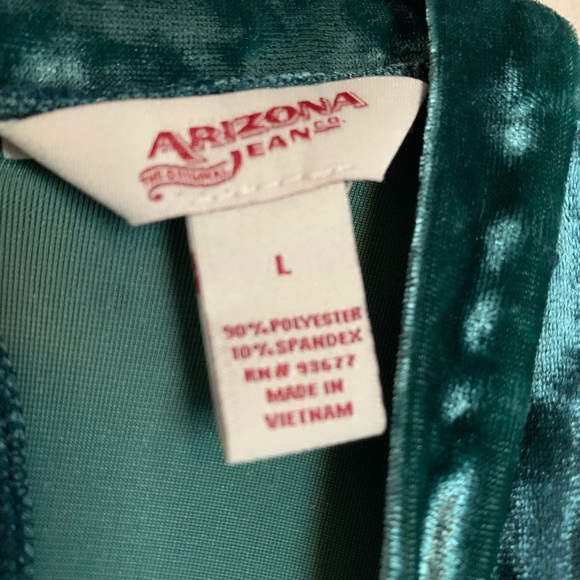 ARIZONA
JEAN CO.
THE ORIGINAL
L
90% POLYESTER
10% SPANDEX
RN# 93677
MADE IN
VIETNAM